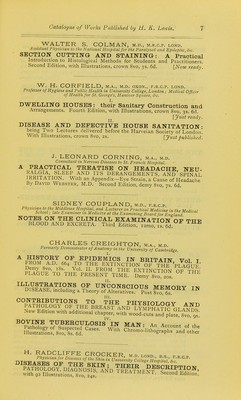 Catalogue of Works Published by H. K. Lewis. 7
WALTER S. COLMAN, M.D., M.R.C.P. LOND.
Assistant Physician to the National Hospital for the Paralysed and Epileptic, &c.
SECTION CUTTING AND STAINING: A Practical
Introduction to Histological Methods for Students and Practitioners.
Second Edition, with Illustrations, crown 8vo, 3s. 6d. [Now ready.
W. H. CORFIELD, M.A., M.D. OXON., F.R.C.P. LOND.
Professor of Hygiene and Public Health in University College, London; Medical Officer
of Health for St. George's, Hanover Square, &c.
DWELLING HOUSES: their Sanitary Construction and
Arrangements. Fourth Edition, with Illustrations, crown 8vo, 3s. 6d.
[Just ready.
II.
DISEASE AND DEFECTIVE HOUSE SANITATION:
being Two Lectures delivered before the Harveian Society of London.
With Illustrations, crown 8vo, 2s. [Just published.
J. LEONARD CORNING, M.A., M.D.
Consultant in Nervous Diseases to St. Francis Hospital.
A PRACTICAL TREATISE ON HEADACHE, NEU-
RALGIA, SLEEP AND ITS DERANGEMENTS, AND SPINAL
IRRITATION. With an Appendix—Eye Strain, a Cause of Headache
By DAVID WEBSTER, M.D. Second Edition, demy 8vo, 7s. 6d.
SIDNEY COUPLAND, M.D., F.R.C.P.
Physician to the Middlesex Hospital, and Lecturer on Practical Medicine in the Medical
School; late Examiner in Medicine at the Examining Board for England
NOTES ON THE CLINICAL EXAMINATION OF THE
BLOOD AND EXCRETA. Third Edition, 12mo, 1s. 6d.
CHARLES CREIGHTON, M.A., M.D.
Formerly Demonstrator of Anatomy in the University of Cambridge.
A HISTORY OF EPIDEMICS IN BRITAIN, Vol. I.
FROM A.D. 664 TO THE EXTINCTION OF THE PLAGUE.
Demy 8vo, 18s. Vol. II. FROM THE EXTINCTION OF THE
PLAGUE TO THE PRESENT TIME. Demy 8vo, 20s.
II.
ILLUSTRATIONS OF UNCONSCIOUS MEMORY IN
DISEASE, including a Theory of Alteratives. Post 8vo, 6s.
III.
CONTRIBUTIONS TO THE PHYSIOLOGY AND
PATHOLOGY OF THE BREAST AND LYMPHATIC GLANDS.
New Edition with additional chapter, with wood-cuts and plate, 8vo, 9s.
IV.
BOVINE TUBERCULOSIS IN MAN: An Account of the
Pathology of Suspected Cases. With Chromo-lithographs and other
Illustrations, 8vo, 8s. 6d.
H. RADCLIFFE CROCKER, M.D. LOND., B.S., F.R.C.P.
Physician for Diseases of the Skin in University College Hospital, &c.
DISEASES OF THE SKIN; THEIR DESCRIPTION,
PATHOLOGY, DIAGNOSIS, AND TREATMENT. Second Edition,
with 92 Illustrations, 8vo, 24s.